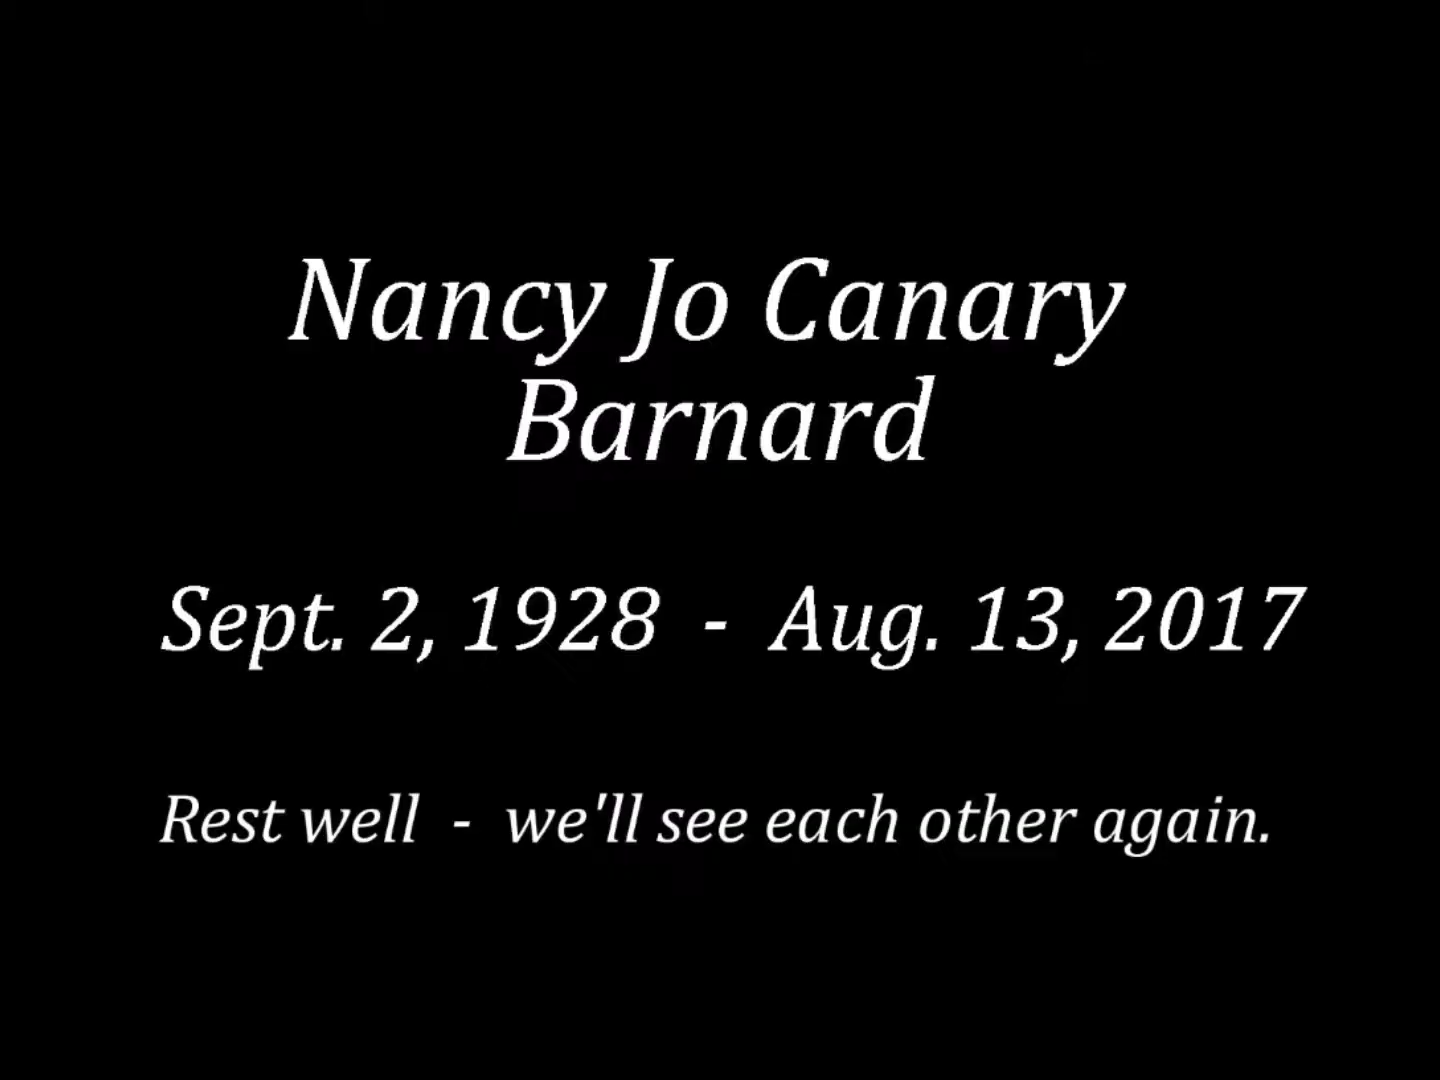 Nancy Jo Canary
Barnard
Sept. 2, 1928  -  Aug. 13, 2017
Rest well  -  we'll see each other again.